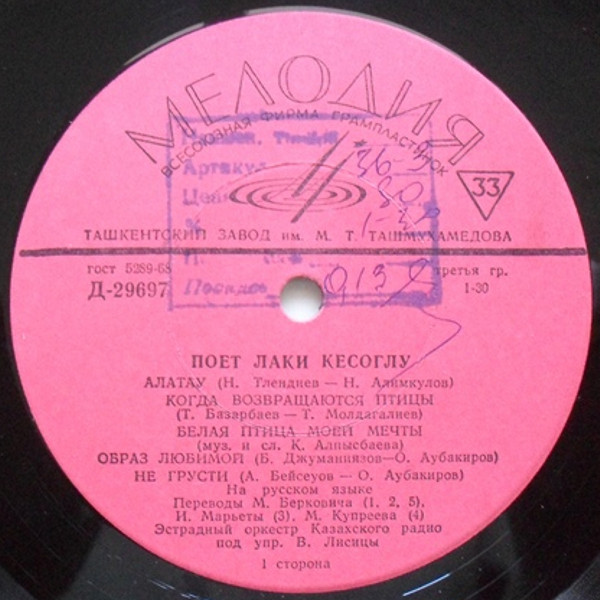 МЕЛОДИЯ
ВСЕСОЮЗНАЯ ФИРМА ГРАМПЛАСТИНОК
33
Артикул
ТАШКЕНТСКИЙ ЗАВОД им. М. Т. ТАШМУХАМЕДОВА
гост 5289-68
третья гр.
Д-29697
1-30
ПОЕТ ЛАКИ КЕСОГЛУ
АЛАТАУ (Н. Тлендиев — Н. Алимкулов)
КОГДА ВОЗВРАЩАЮТСЯ ПТИЦЫ
(Т. Базарбаев — Т. Молдагалиев)
БЕЛАЯ ПТИЦА МОЕЙ МЕЧТЫ
(муз. и сл. К. Алпысбаева)
ОБРАЗ ЛЮБИМОЙ (Б. Джуманиязов—О. Аубакиров)
НЕ ГРУСТИ (А. Бейсеуов — О. Аубакиров)
На русском языке
Переводы М. Берковича (1, 2, 5),
И. Марьеты (3), М. Купреева (4)
Эстрадный оркестр Казахского радио
под упр. В. Лисицы
1 сторона